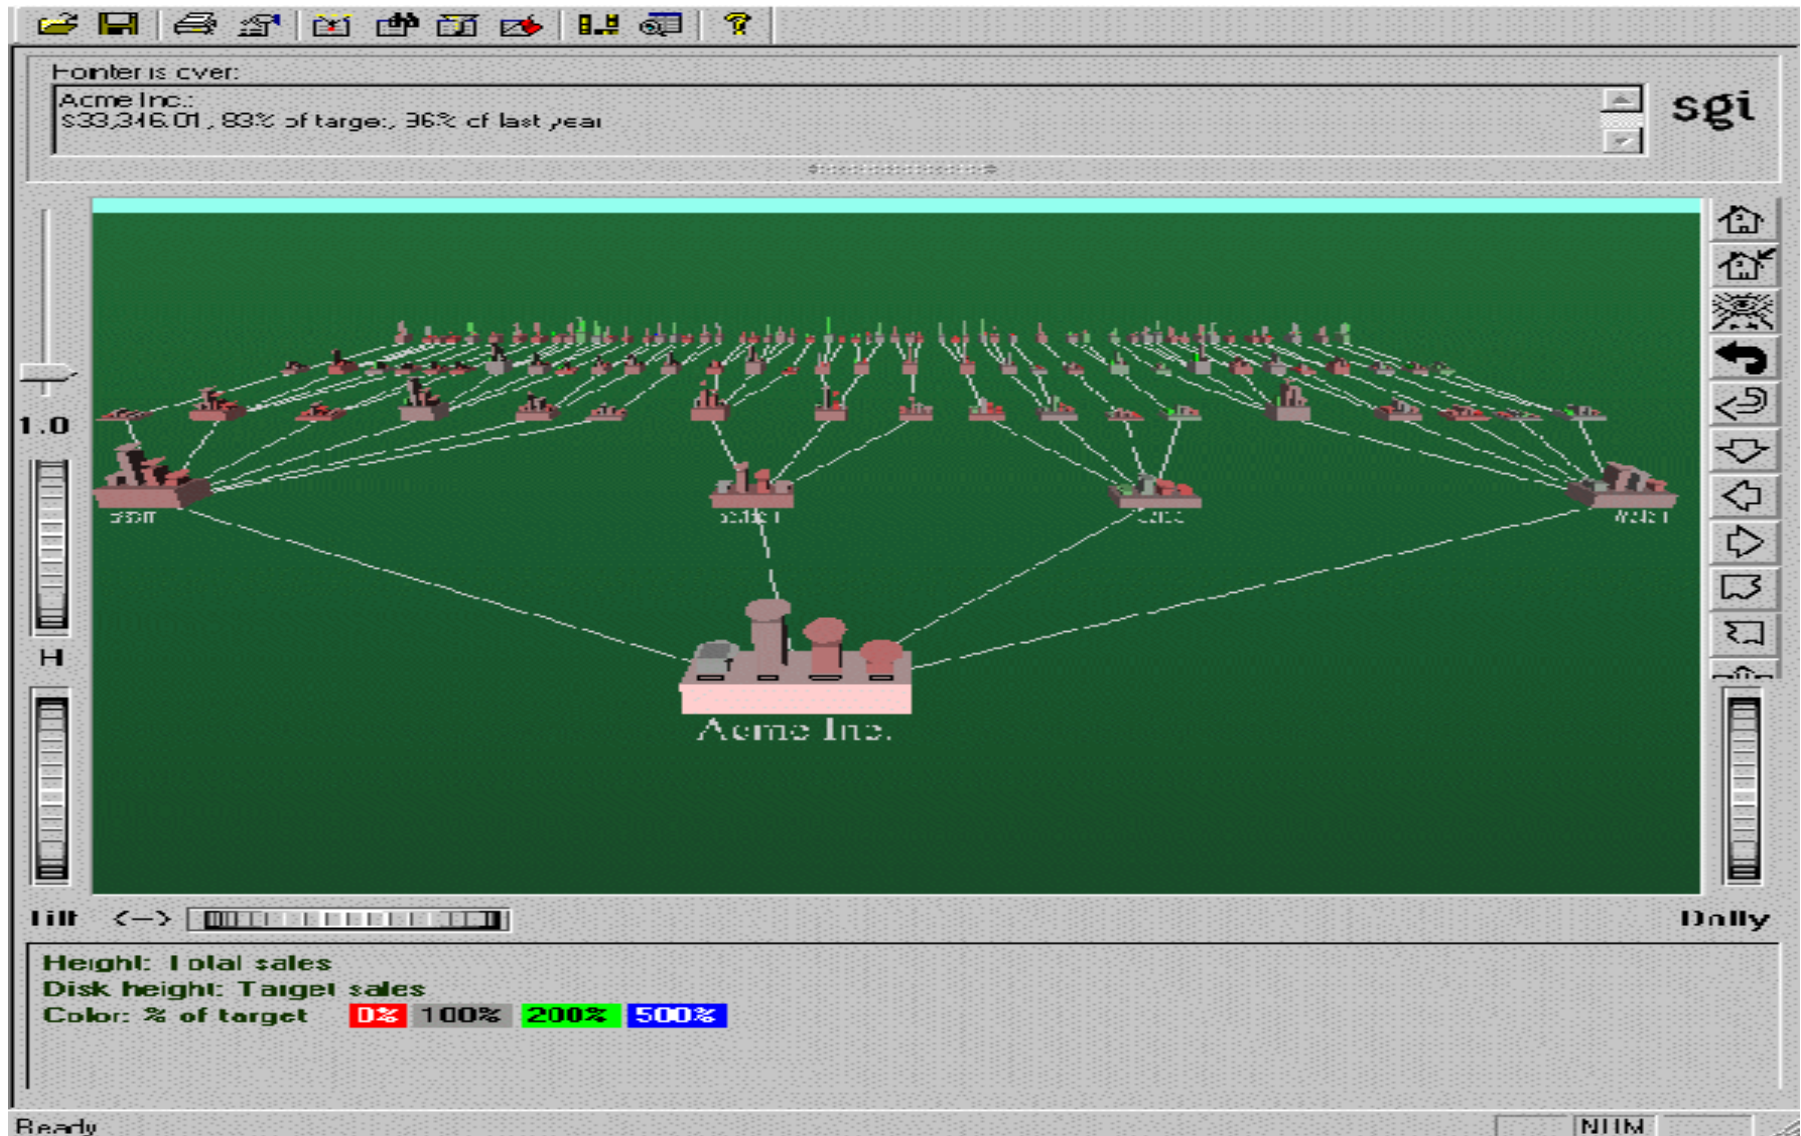 Pointer is over:
Acme Inc.:
$33,346.01, 83% of target, 96% of last year
sgi
1.0
H
Acme Inc.
Tilt <-> Dolly
Height: Total sales
Disk height: Target sales
Color: % of target 0% 100% 200% 500%
Ready NUM